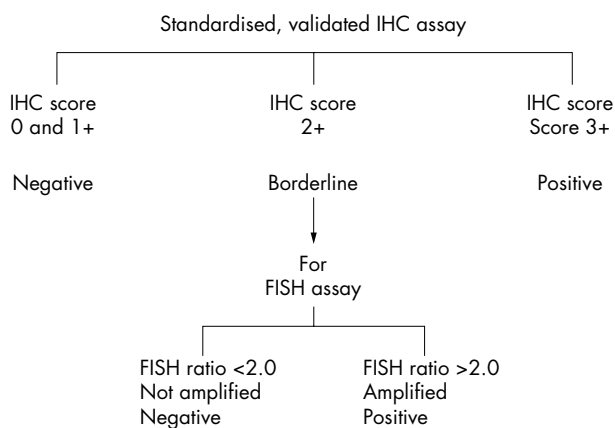 Standardised, validated IHC assay
IHC score
0 and 1+
Negative
IHC score
2+
Borderline
IHC score
Score 3+
Positive
For
FISH assay
FISH ratio <2.0
Not amplified
Negative
FISH ratio >2.0
Amplified
Positive